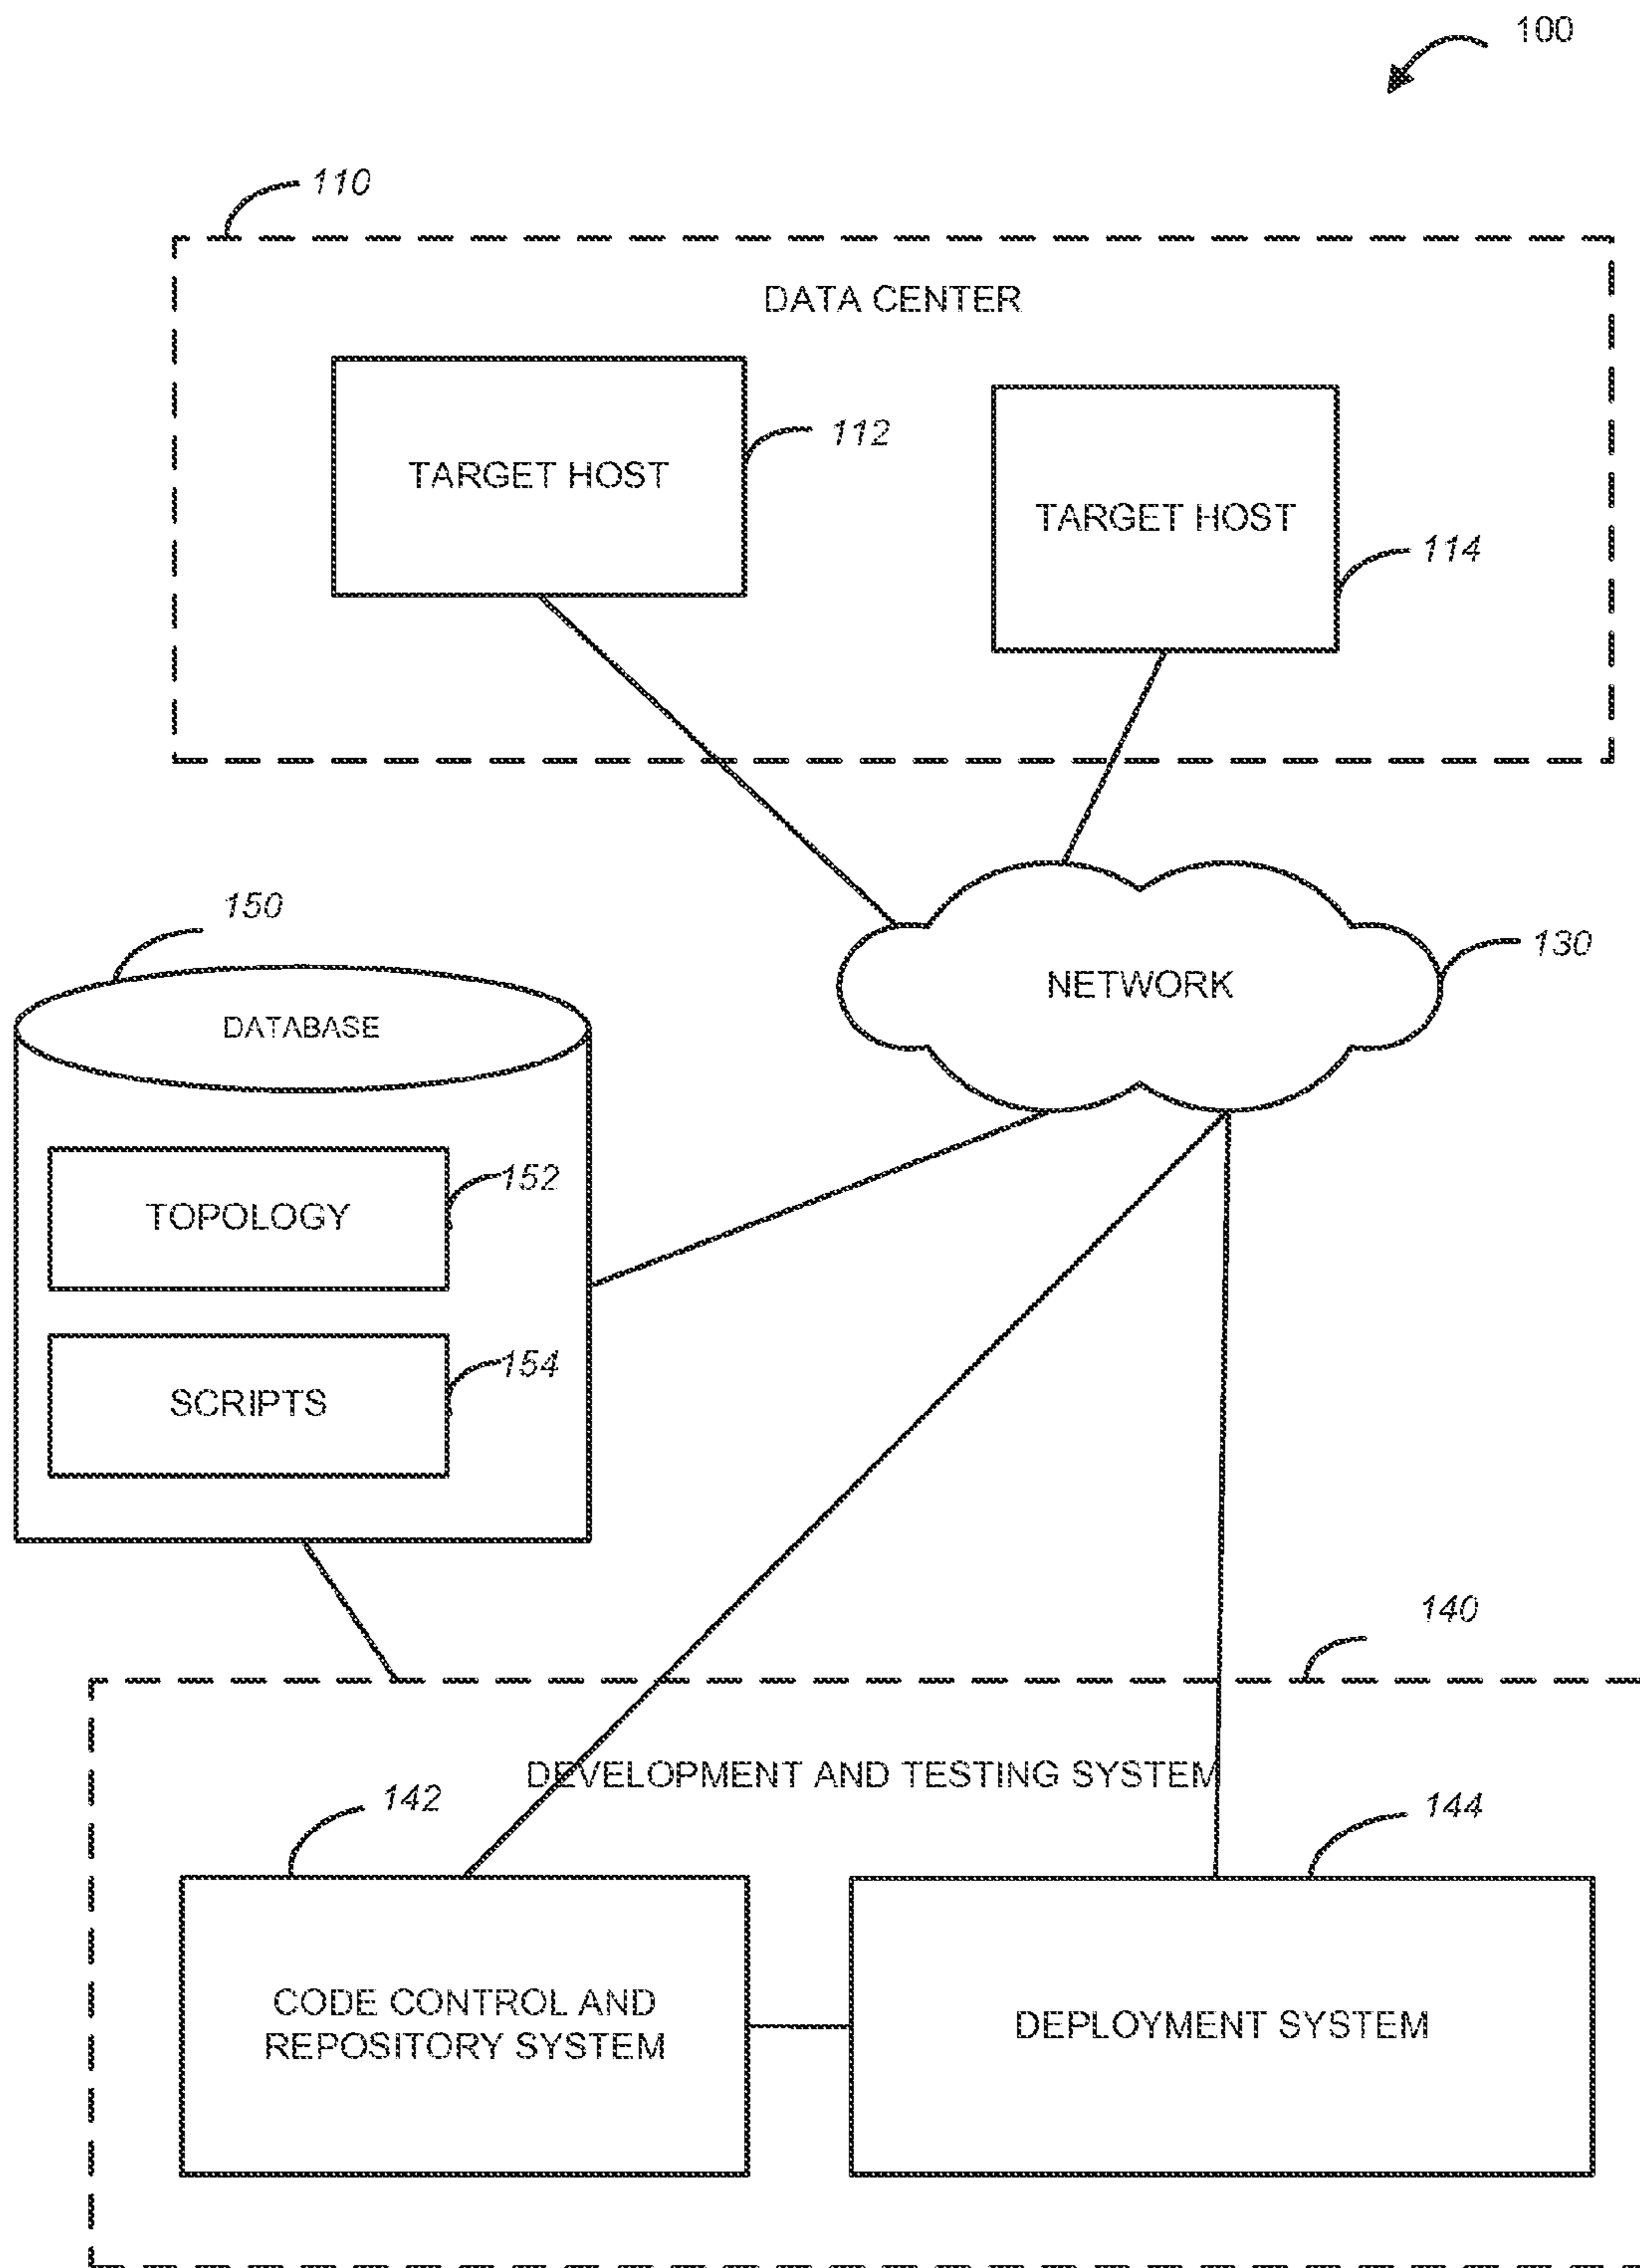 100
110
DATA CENTER
112
TARGET HOST
TARGET HOST
114
150
130
NETWORK
DATABASE
152
TOPOLOGY
154
SCRIPTS
140
DEVELOPMENT AND TESTING SYSTEM
142
144
CODE CONTROL AND
REPOSITORY SYSTEM
DEPLOYMENT SYSTEM